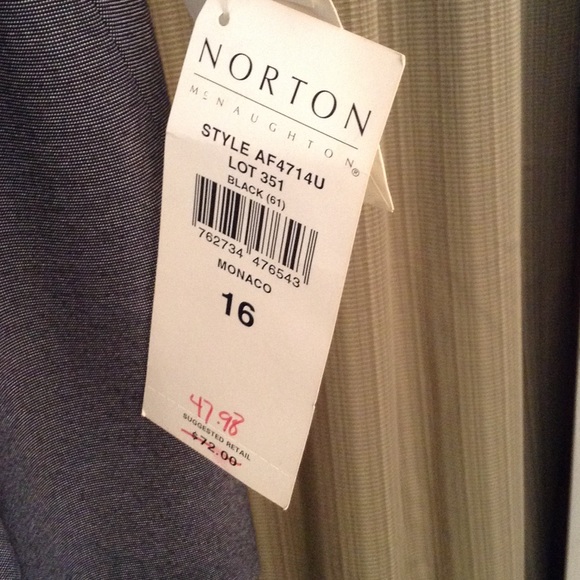 NORTON
McNAUGHTON®
STYLE AF4714U
LOT 351
BLACK (61)
762734 476543
MONACO
16
47.98
SUGGESTED RETAIL
$72.00